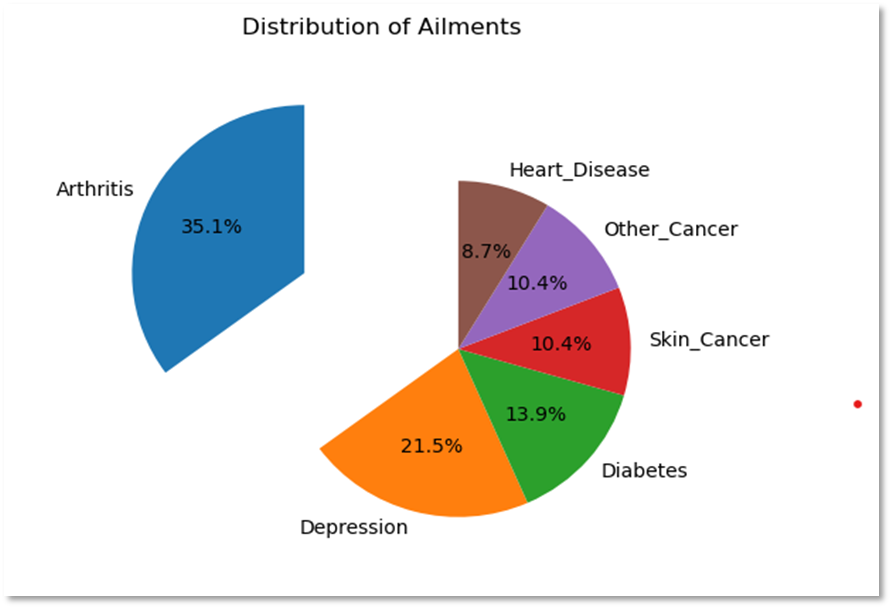 Distribution of Ailments
Arthritis
35.1%
Heart_Disease
8.7%
Other_Cancer
10.4%
Skin_Cancer
10.4%
Diabetes
13.9%
Depression
21.5%